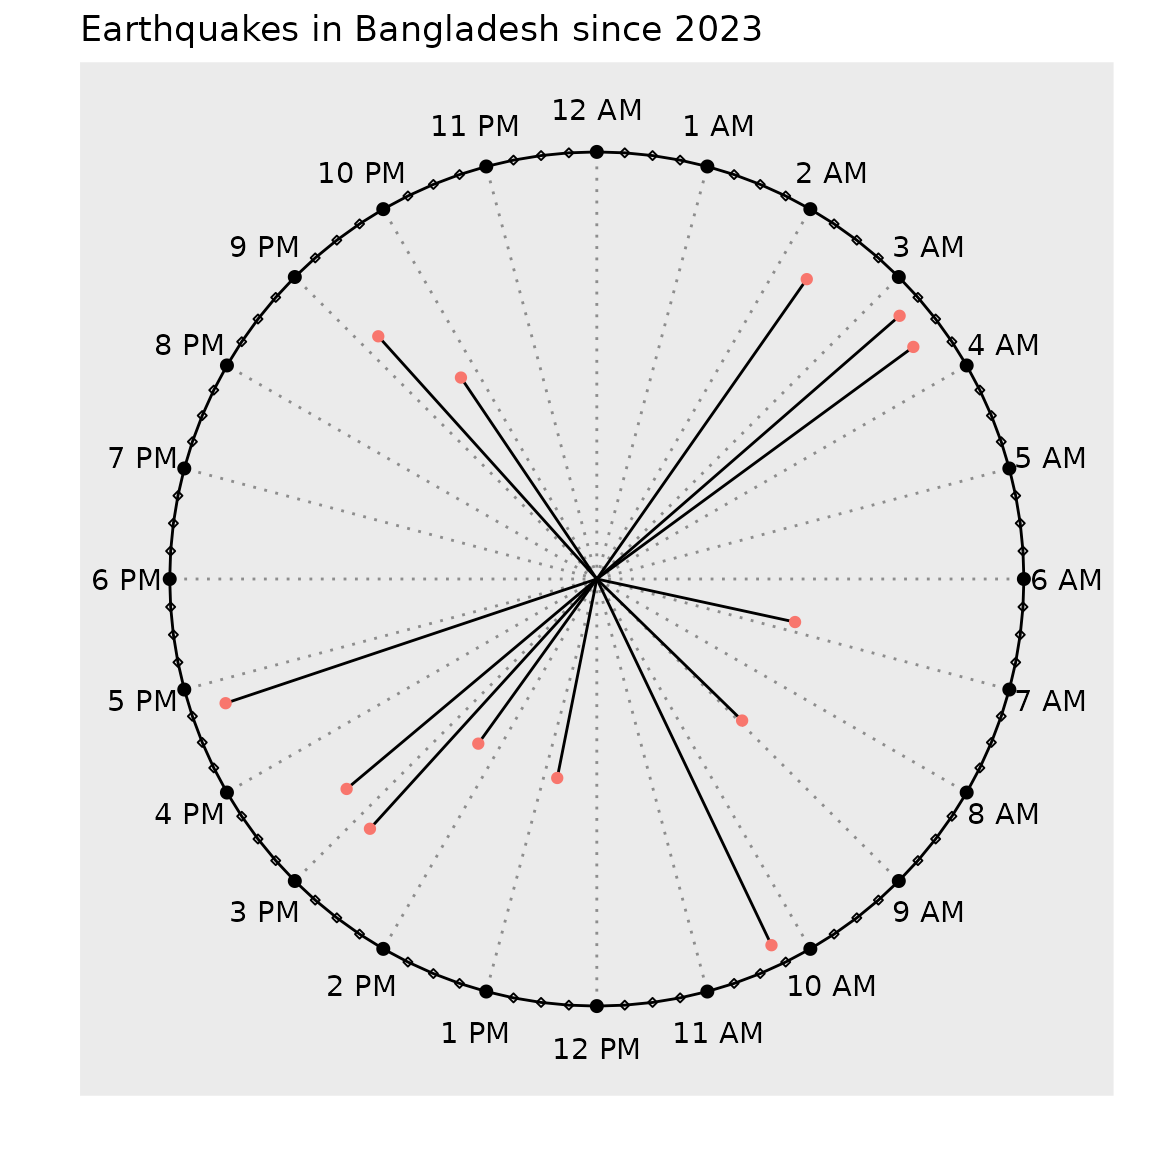 Earthquakes in Bangladesh since 2023
12 AM
1 AM
2 AM
3 AM
4 AM
5 AM
6 AM
7 AM
8 AM
9 AM
10 AM
11 AM
12 PM
1 PM
2 PM
3 PM
4 PM
5 PM
6 PM
7 PM
8 PM
9 PM
10 PM
11 PM